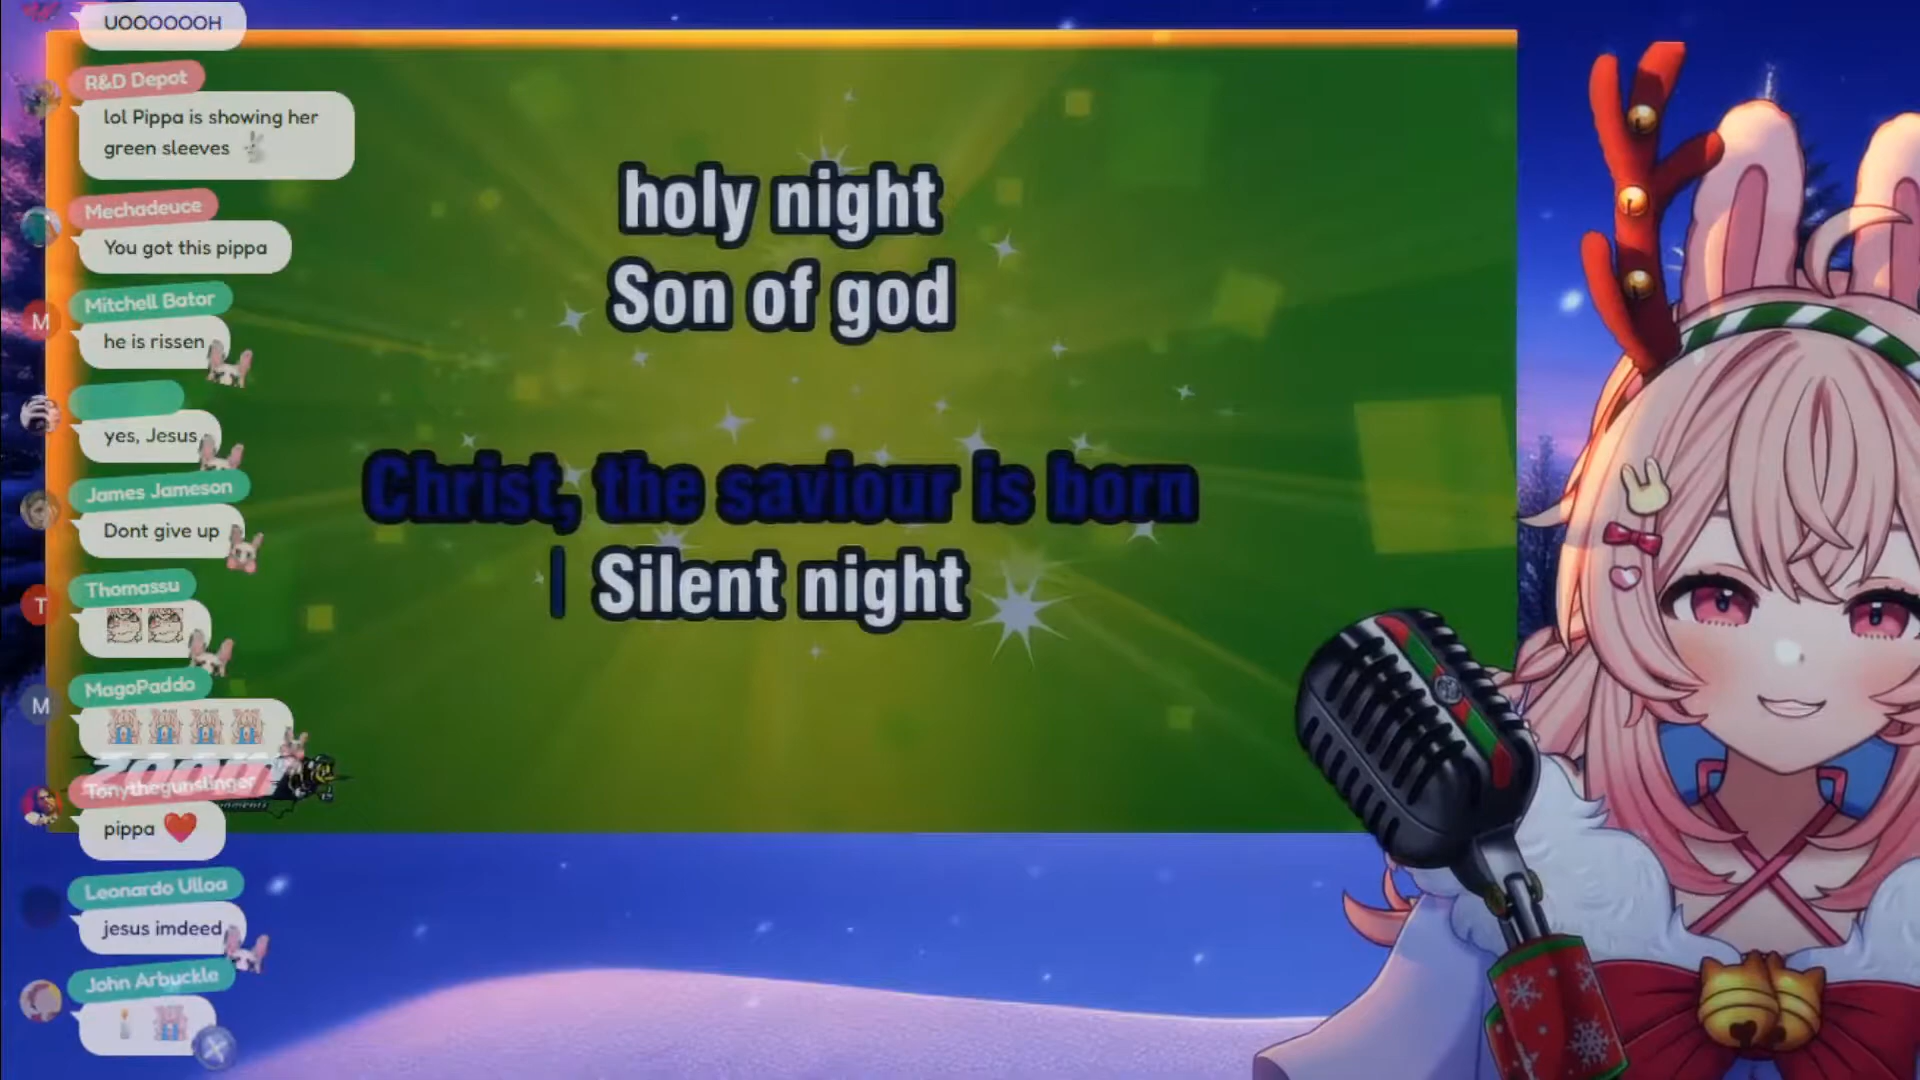 UOOOOOOH
R&D Depot
lol Pippa is showing her
green sleeves
Mechadeuce
You got this pippa
M
Mitchell Bator
he is rissen
yes, Jesus
James Jameson
Dont give up
T
Thomassu
M
MagoPaddo
zoom
Tonythegunslinger
pippa
Leonardo Ulloa
jesus imdeed
John Arbuckle
holy night
Son of god
Christ, the saviour is born
Silent night